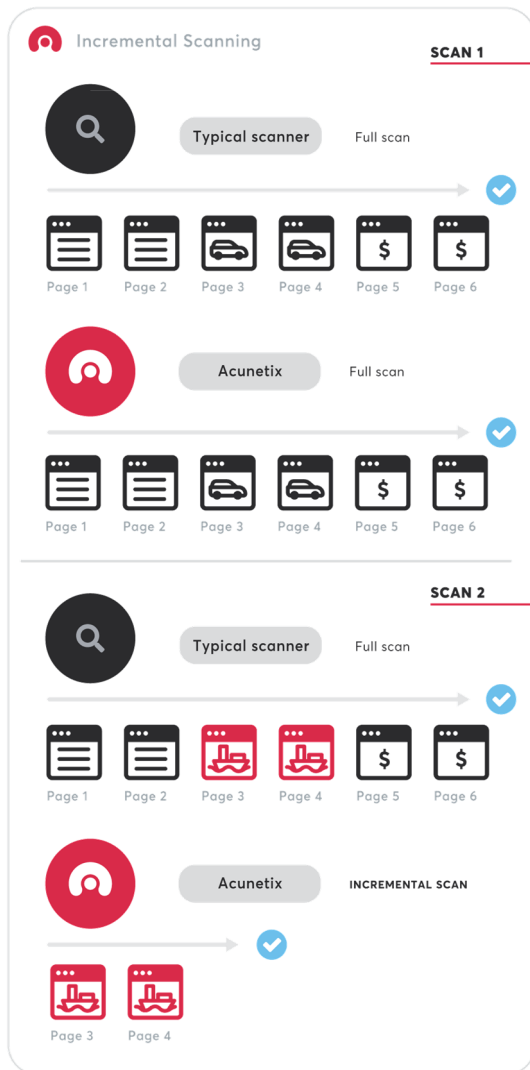 Incremental Scanning
SCAN 1
Typical scanner
Full scan
$
$
Page 1
Page 2
Page 3
Page 4
Page 5
Page 6
Acunetix
Full scan
$
$
Page 1
Page 2
Page 3
Page 4
Page 5
Page 6
SCAN 2
Typical scanner
Full scan
$
$
Page 1
Page 2
Page 3
Page 4
Page 5
Page 6
Acunetix
INCREMENTAL SCAN
Page 3
Page 4